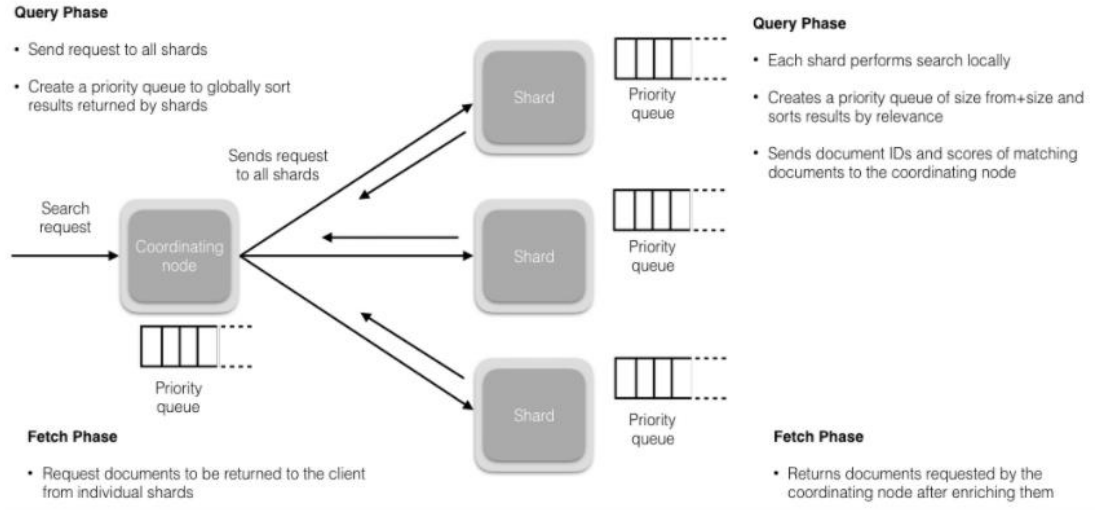 Query Phase
• Send request to all shards
• Create a priority queue to globally sort
results returned by shards
Sends request
to all shards
Search
request
Coordinating
node
Priority
queue
Fetch Phase
• Request documents to be returned to the client
from individual shards
Shard
Priority
queue
Shard
Priority
queue
Shard
Priority
queue
Query Phase
• Each shard performs search locally
• Creates a priority queue of size from+size and
sorts results by relevance
• Sends document IDs and scores of matching
documents to the coordinating node
Fetch Phase
• Returns documents requested by the
coordinating node after enriching them